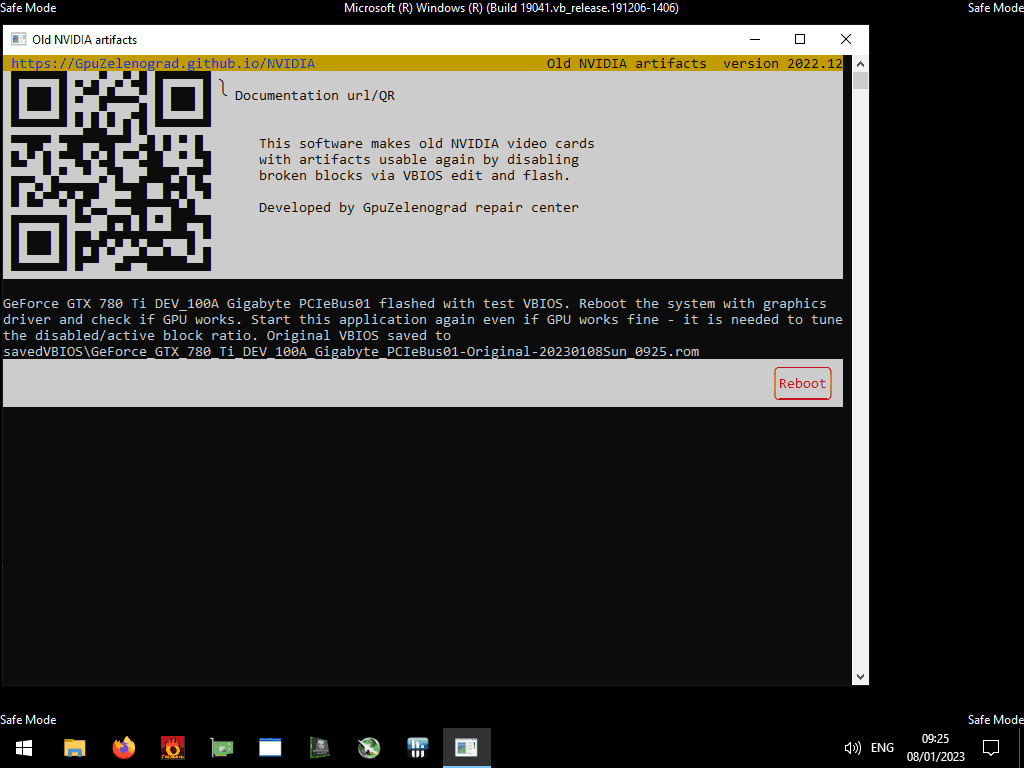 Safe Mode
Microsoft (R) Windows (R) (Build 19041.vb_release.191206-1406)
Safe Mode
Old NVIDIA artifacts
https://GpuZelenograd.github.io/NVIDIA
Old NVIDIA artifacts version 2022.12
Documentation url/QR
This software makes old NVIDIA video cards
with artifacts usable again by disabling
broken blocks via VBIOS edit and flash.
Developed by GpuZelenograd repair center
GeForce GTX 780 Ti DEV_100A Gigabyte PCIeBus01 flashed with test VBIOS. Reboot the system with graphics
driver and check if GPU works. Start this application again even if GPU works fine - it is needed to tune
the disabled/active block ratio. Original VBIOS saved to
savedVBIOS\GeForce_GTX_780_Ti_DEV_100A_Gigabyte_PCIeBus01-Original-20230108Sun_0925.rom
Reboot
Safe Mode
Safe Mode
ENG
09:25
08/01/2023